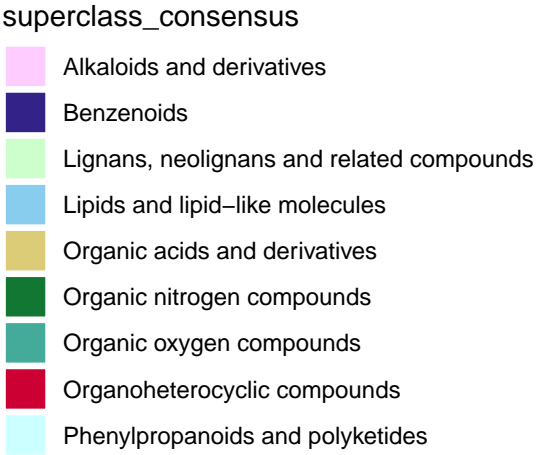 superclass_consensus
Alkaloids and derivatives
Benzenoids
Lignans, neolignans and related compounds
Lipids and lipid−like molecules
Organic acids and derivatives
Organic nitrogen compounds
Organic oxygen compounds
Organoheterocyclic compounds
Phenylpropanoids and polyketides